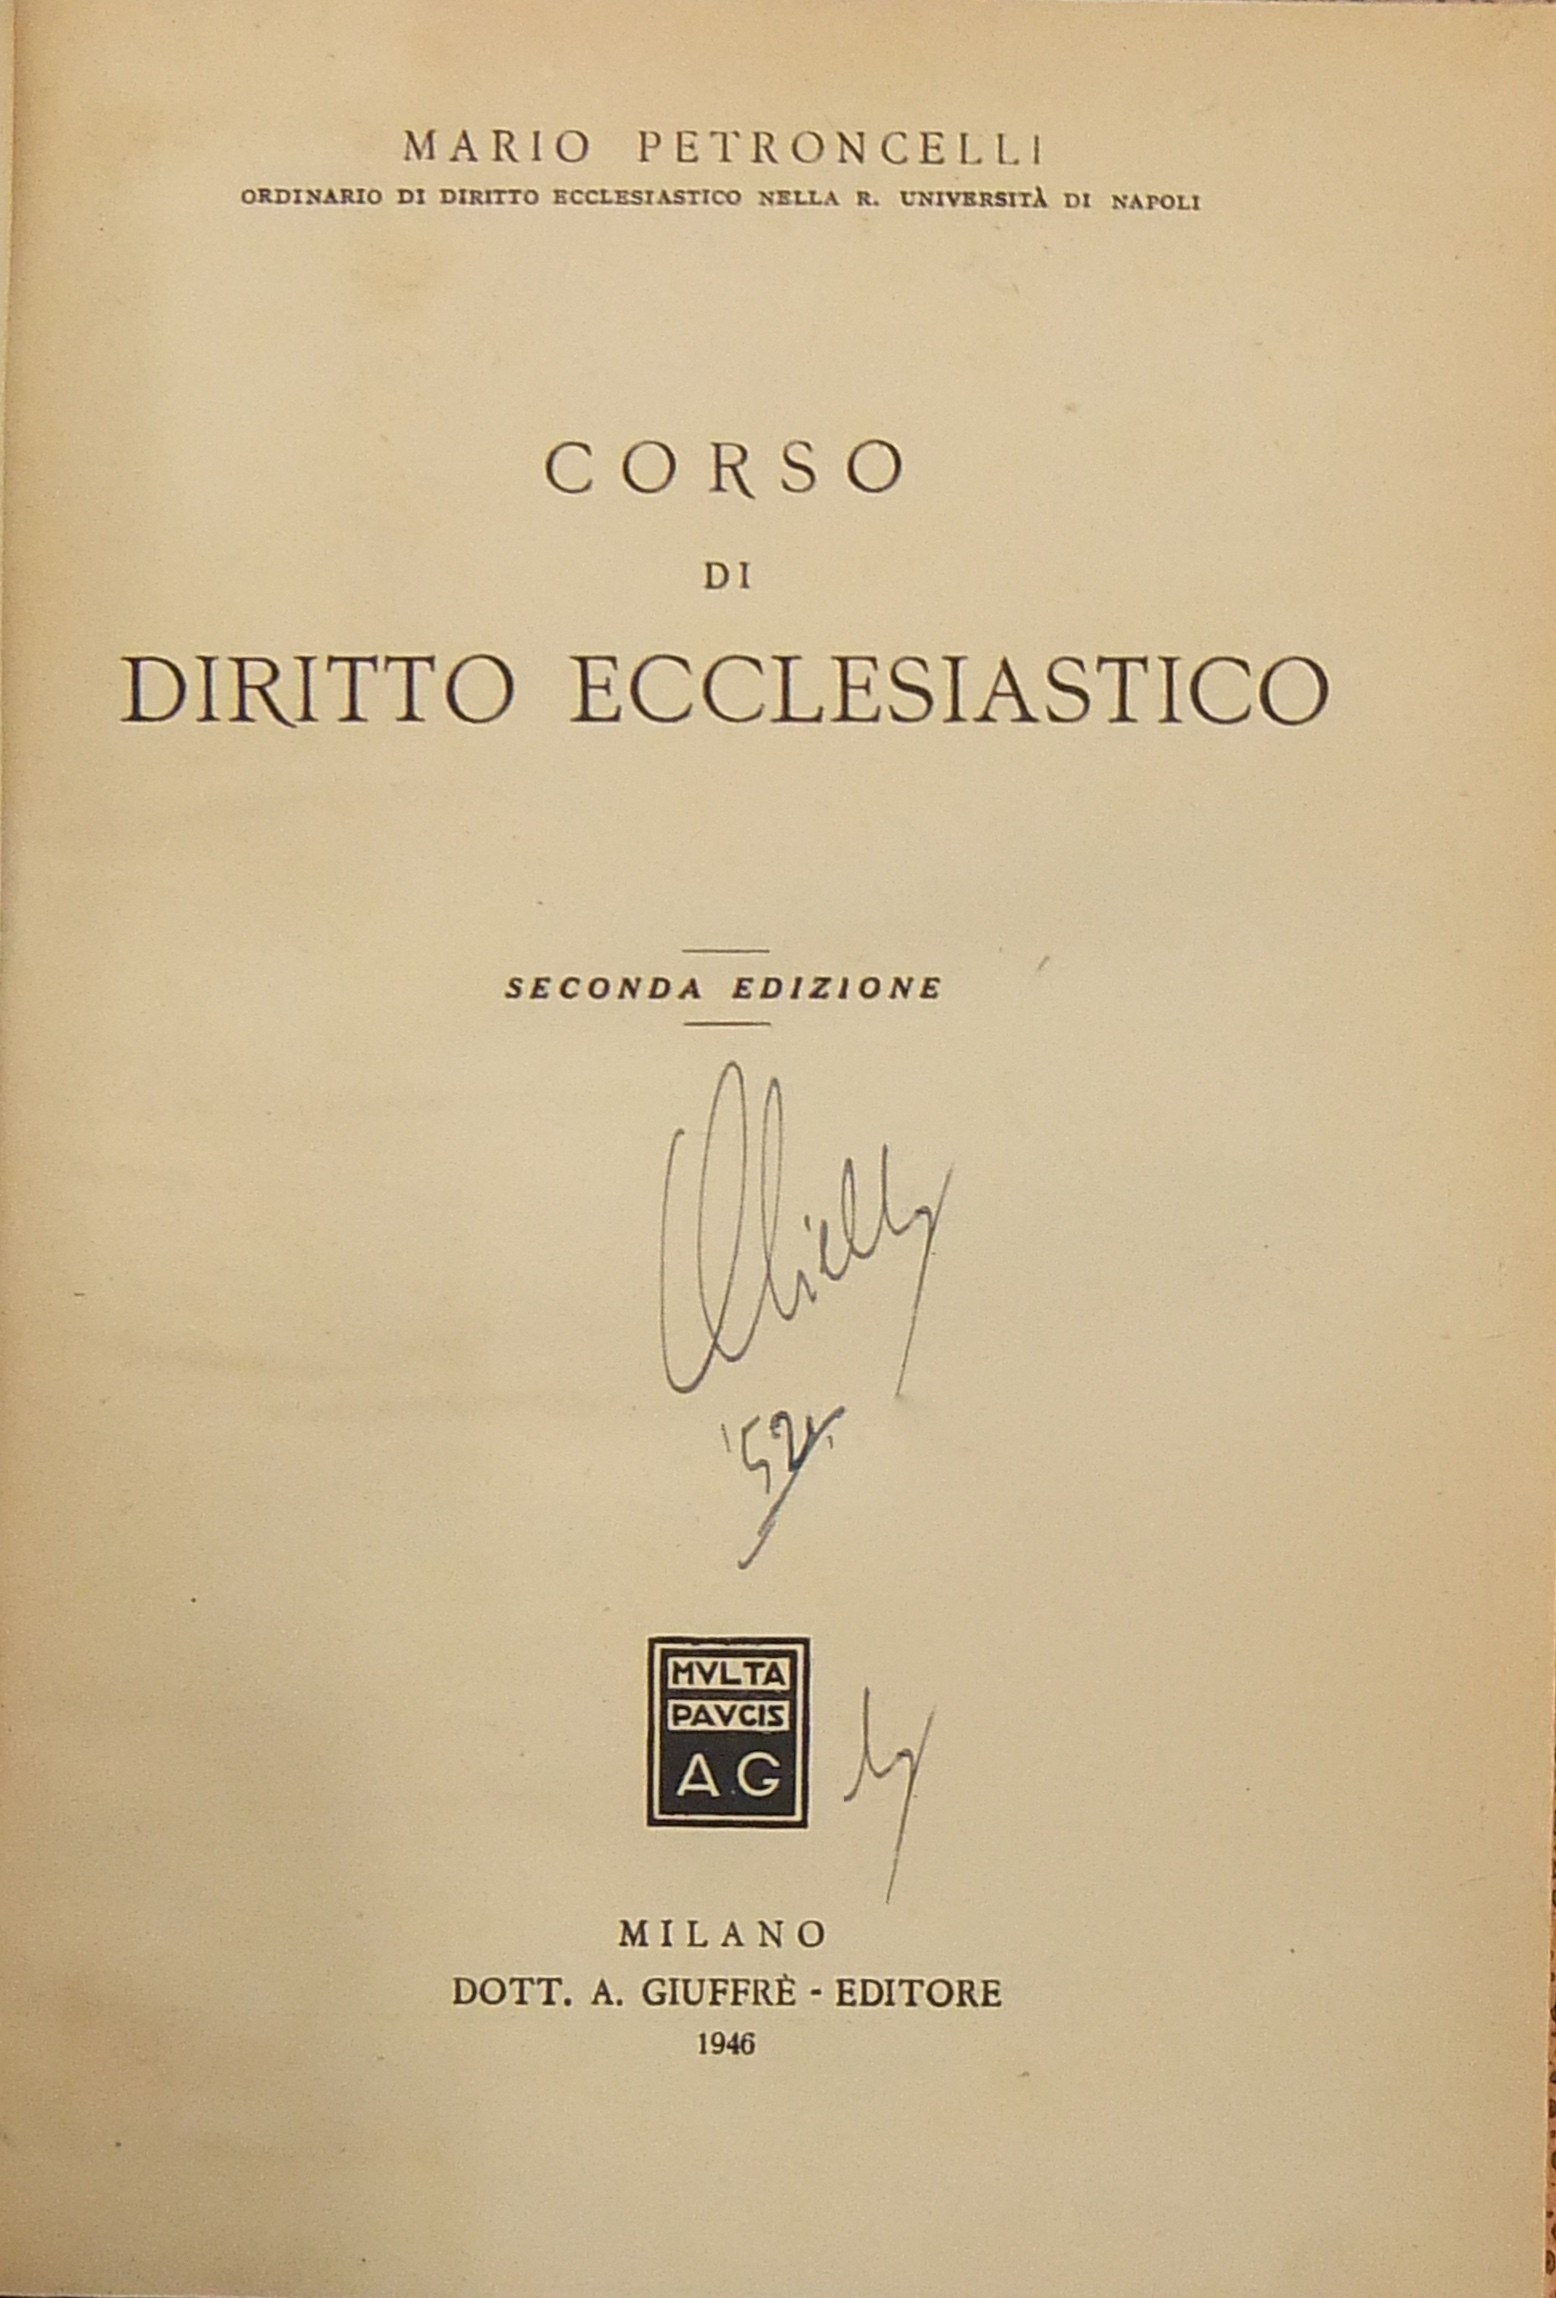 MARIO PETRONCELLI
ORDINARIO DI DIRITTO ECCLESIASTICO NELLA R. UNIVERSITÀ DI NAPOLI
CORSO
DI
DIRITTO ECCLESIASTICO
SECONDA EDIZIONE
'52
MVLTA
PAVCIS
A.G
MILANO
DOTT. A. GIUFFRÈ - EDITORE
1946